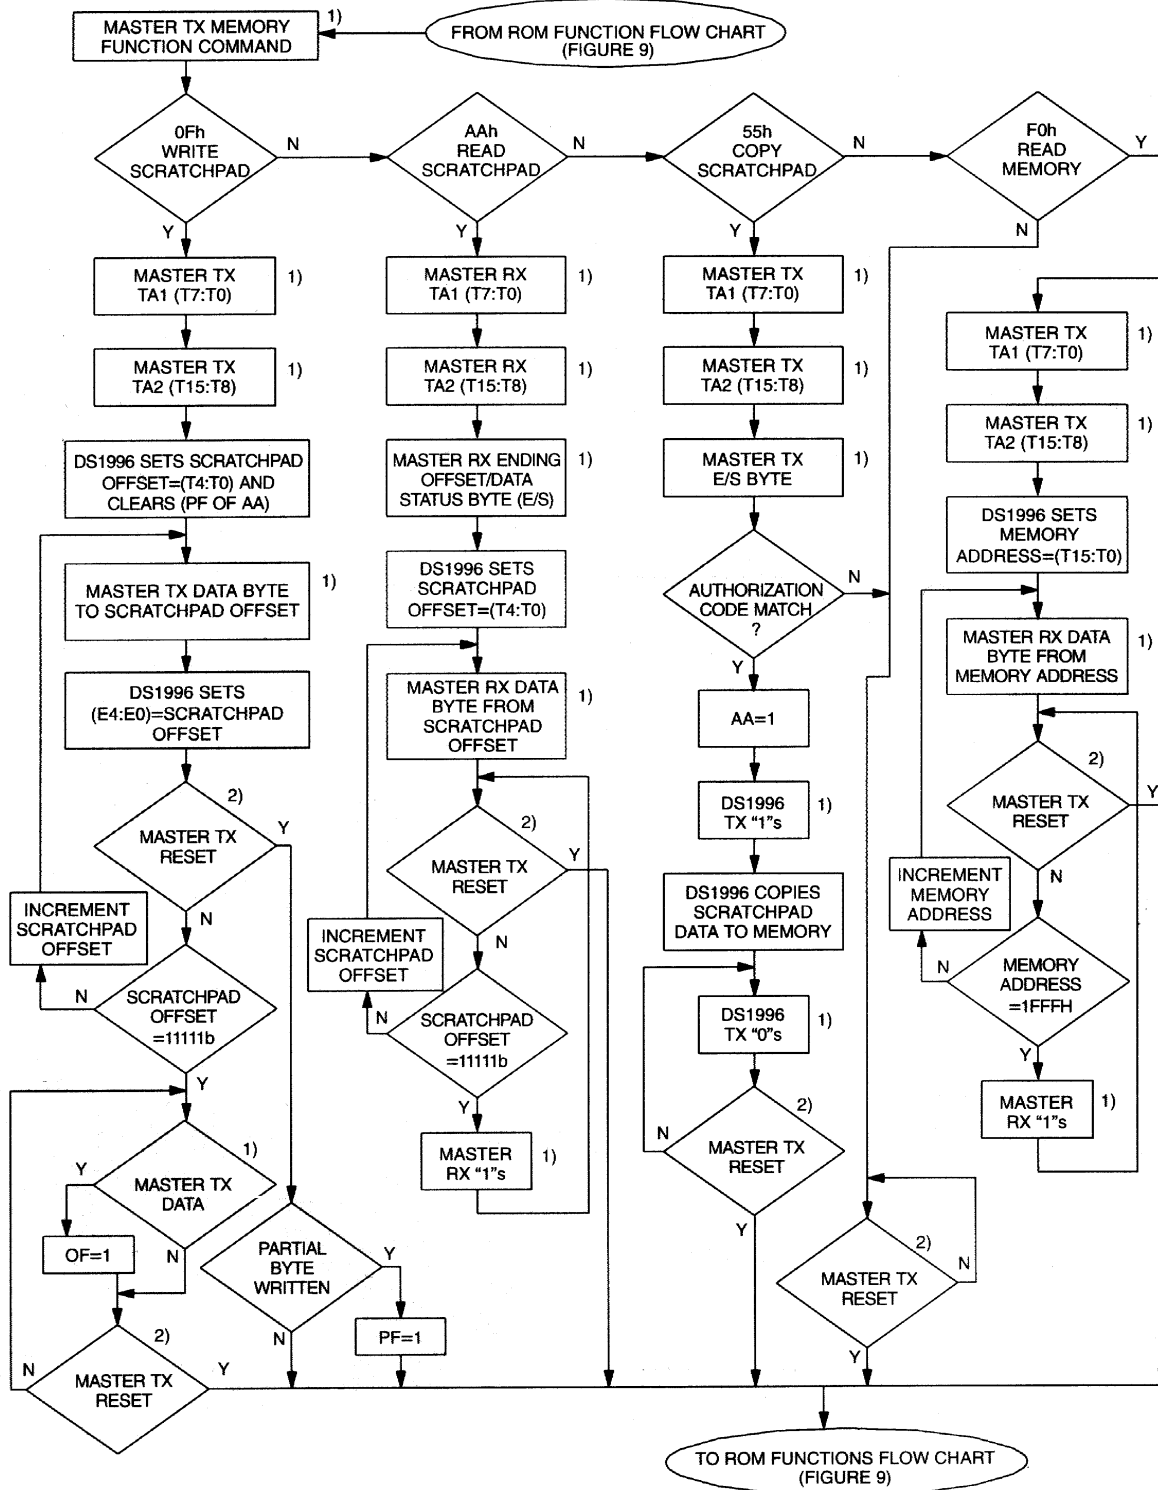 MASTER TX MEMORY
FUNCTION COMMAND
1)
FROM ROM FUNCTION FLOW CHART
(FIGURE 9)
0Fh
WRITE
SCRATCHPAD
N
Y
AAh
READ
SCRATCHPAD
N
Y
55h
COPY
SCRATCHPAD
N
Y
F0h
READ
MEMORY
Y
N
MASTER TX
TA1 (T7:T0)
1)
MASTER TX
TA2 (T15:T8)
1)
DS1996 SETS SCRATCHPAD
OFFSET=(T4:T0) AND
CLEARS (PF OF AA)
MASTER TX DATA BYTE
TO SCRATCHPAD OFFSET
1)
DS1996 SETS
(E4:E0)=SCRATCHPAD
OFFSET
2)
MASTER TX
RESET
Y
N
INCREMENT
SCRATCHPAD
OFFSET
N
SCRATCHPAD
OFFSET
=11111b
Y
1)
Y
MASTER TX
DATA
N
OF=1
2)
N
MASTER TX
RESET
Y
PARTIAL
BYTE
WRITTEN
Y
N
PF=1
MASTER RX
TA1 (T7:T0)
1)
MASTER RX
TA2 (T15:T8)
1)
MASTER RX ENDING
OFFSET/DATA
STATUS BYTE (E/S)
1)
DS1996 SETS
SCRATCHPAD
OFFSET=(T4:T0)
MASTER RX DATA
BYTE FROM
SCRATCHPAD
OFFSET
1)
2)
MASTER TX
RESET
Y
N
INCREMENT
SCRATCHPAD
OFFSET
N
SCRATCHPAD
OFFSET
=11111b
Y
MASTER
RX “1”s
1)
MASTER TX
TA1 (T7:T0)
1)
MASTER TX
TA2 (T15:T8)
1)
MASTER TX
E/S BYTE
1)
AUTHORIZATION
CODE MATCH
?
N
Y
AA=1
DS1996
TX “1”s
1)
DS1996 COPIES
SCRATCHPAD
DATA TO MEMORY
DS1996
TX “0”s
1)
2)
N
MASTER TX
RESET
Y
2)
MASTER TX
RESET
N
Y
MASTER TX
TA1 (T7:T0)
1)
MASTER TX
TA2 (T15:T8)
1)
DS1996 SETS
MEMORY
ADDRESS=(T15:T0)
MASTER RX DATA
BYTE FROM
MEMORY ADDRESS
1)
2)
MASTER TX
RESET
Y
N
INCREMENT
MEMORY
ADDRESS
N
MEMORY
ADDRESS
=1FFFH
Y
MASTER
RX “1”s
1)
TO ROM FUNCTIONS FLOW CHART
(FIGURE 9)